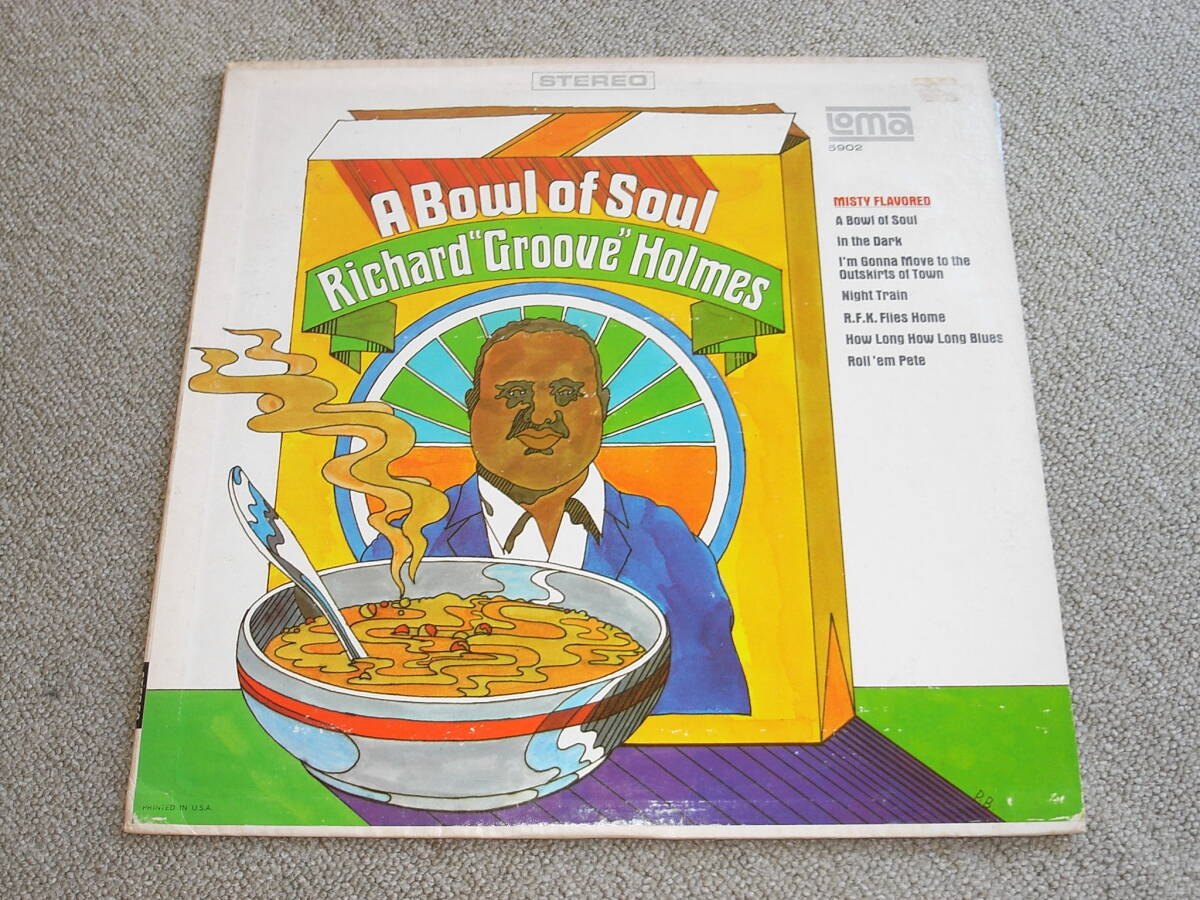 STEREO
LOMA
5902
A Bowl of Soul
Richard "Groove" Holmes
MISTY FLAVORED
A Bowl of Soul
In the Dark
I'm Gonna Move to the
Outskirts of Town
Night Train
R.F.K. Flies Home
How Long How Long Blues
Roll 'em Pete
PRINTED IN U.S.A.